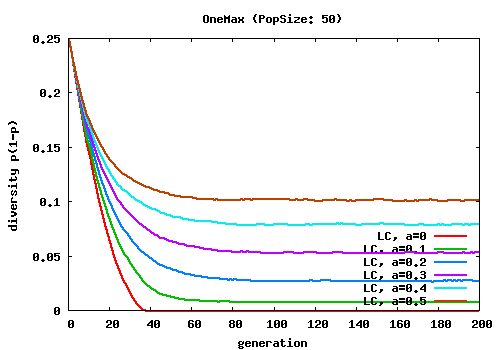 OneMax (PopSize: 50)
0.25
0.2
0.15
0.1
0.05
0
diversity p(1-p)
LC, a=0
LC, a=0.1
LC, a=0.2
LC, a=0.3
LC, a=0.4
LC, a=0.5
0 20 40 60 80 100 120 140 160 180 200
generation